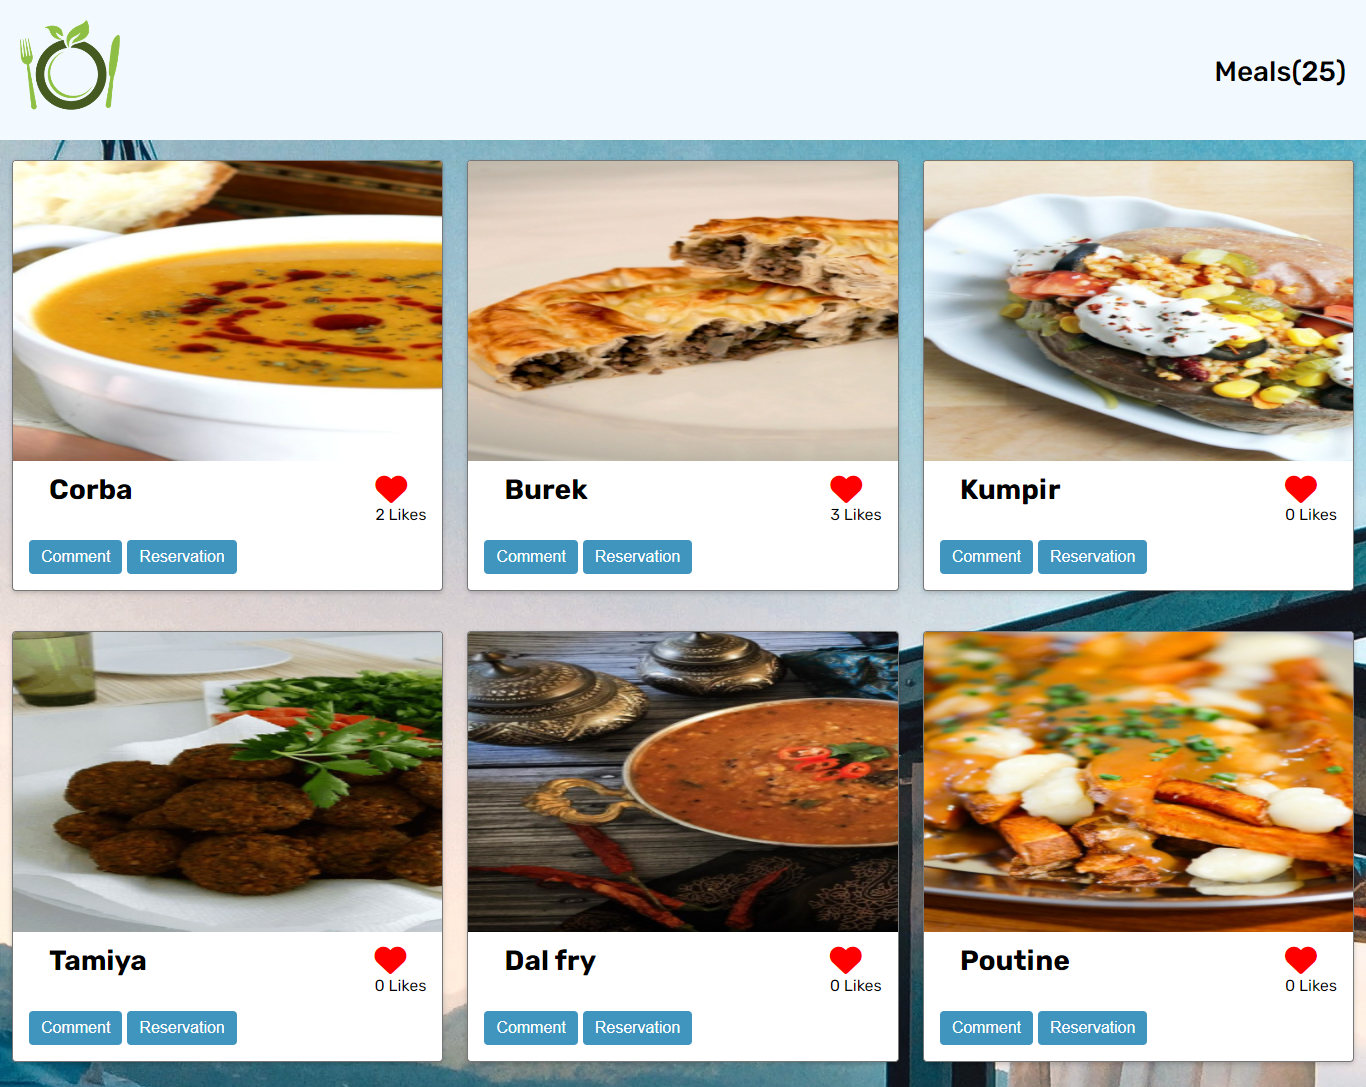 Meals(25)
Corba
2 Likes
Comment Reservation
Burek
3 Likes
Comment Reservation
Kumpir
0 Likes
Comment Reservation
Tamiya
0 Likes
Comment Reservation
Dal fry
0 Likes
Comment Reservation
Poutine
0 Likes
Comment Reservation